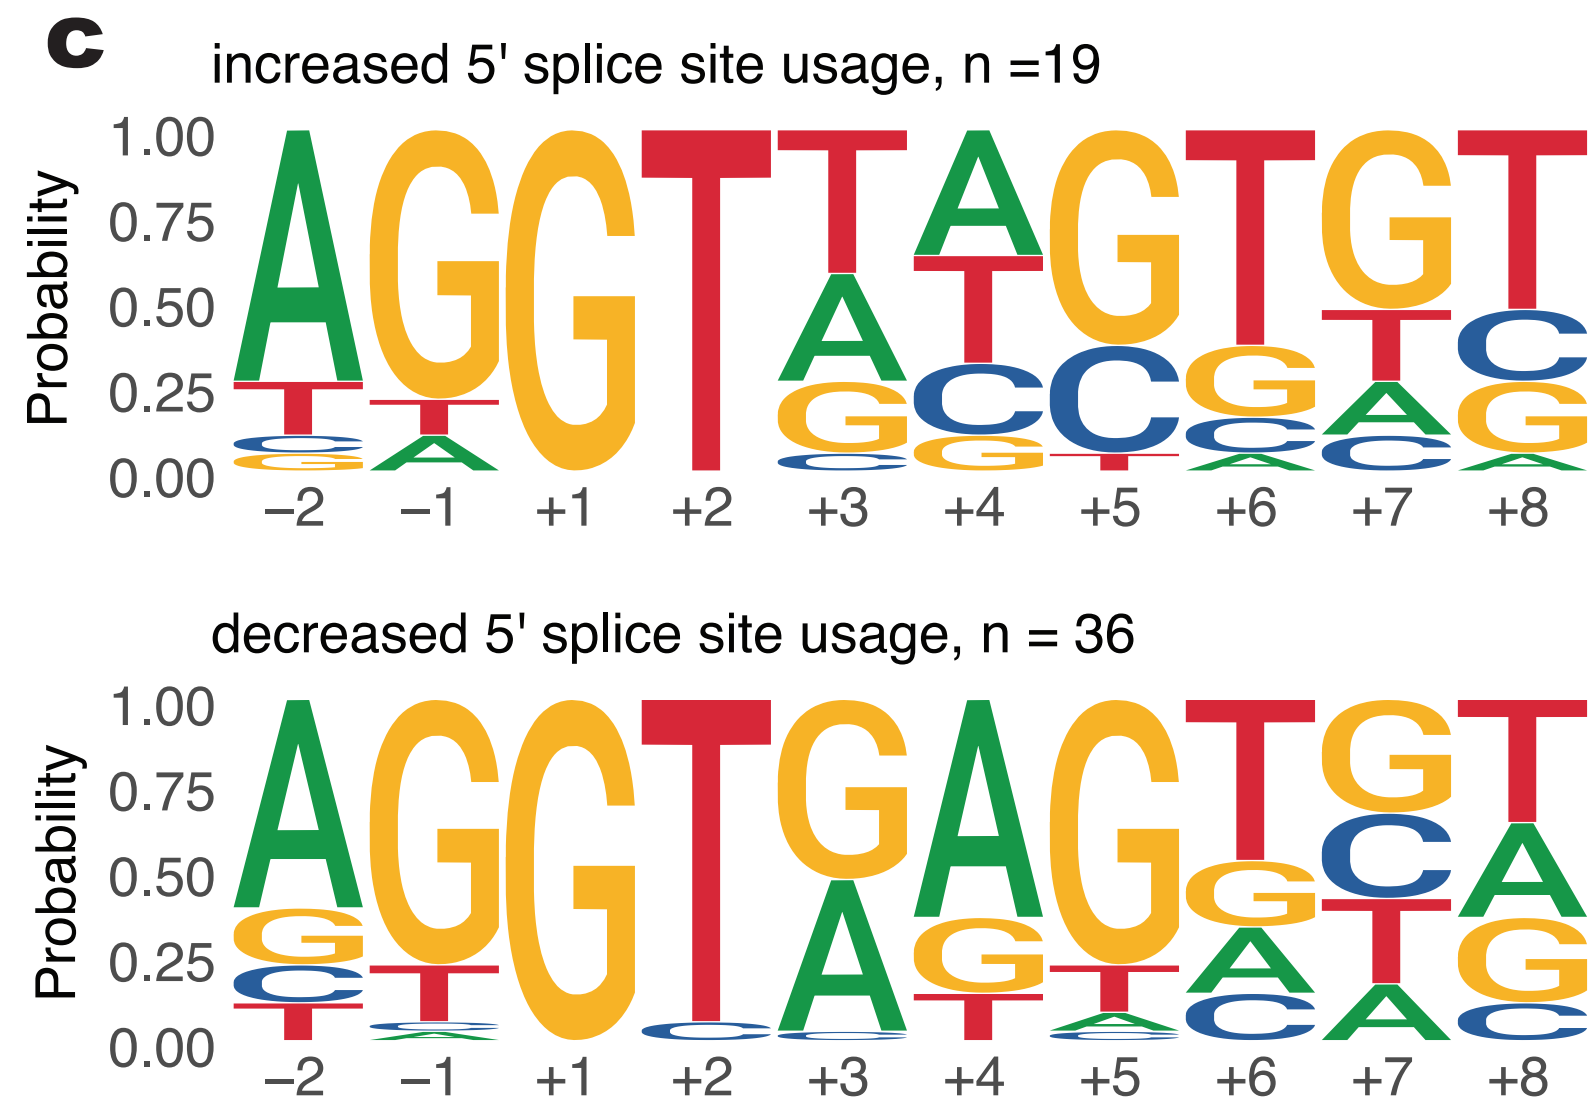 c
increased 5' splice site usage, n =19
Probability
1.00
0.75
0.50
0.25
0.00
A G G T T A G T G T
T T A T C G T C
C A G C T C A G
G C G A C A
–2 –1 +1 +2 +3 +4 +5 +6 +7 +8
decreased 5' splice site usage, n = 36
Probability
1.00
0.75
0.50
0.25
0.00
A G G T G A G T G T
G T C A G T G C A
C C C T A A T G
T A C C A C
–2 –1 +1 +2 +3 +4 +5 +6 +7 +8